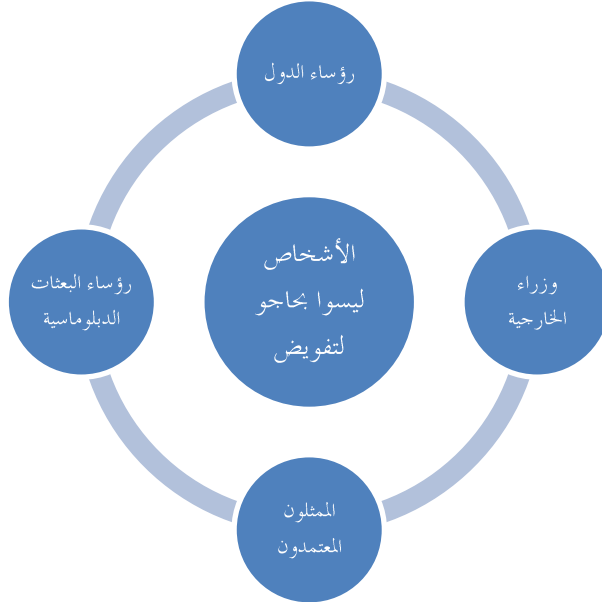 رؤساء الدول
الأشخاص
ليسوا بحاجو
لتفويض
وزراء
الخارجية
الممثلون
المعتمدون
رؤساء البعثات
الدبلوماسية